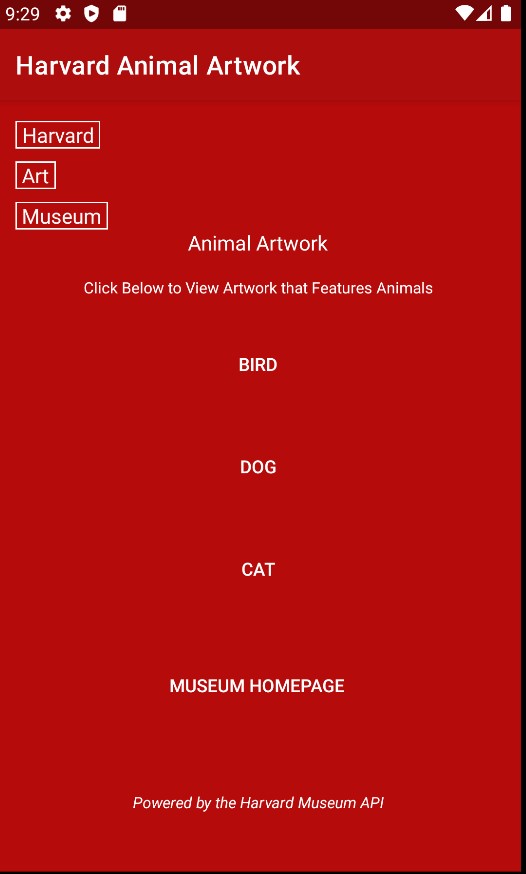 9:29
Harvard Animal Artwork
Harvard
Art
Museum
Animal Artwork
Click Below to View Artwork that Features Animals
BIRD
DOG
CAT
MUSEUM HOMEPAGE
Powered by the Harvard Museum API